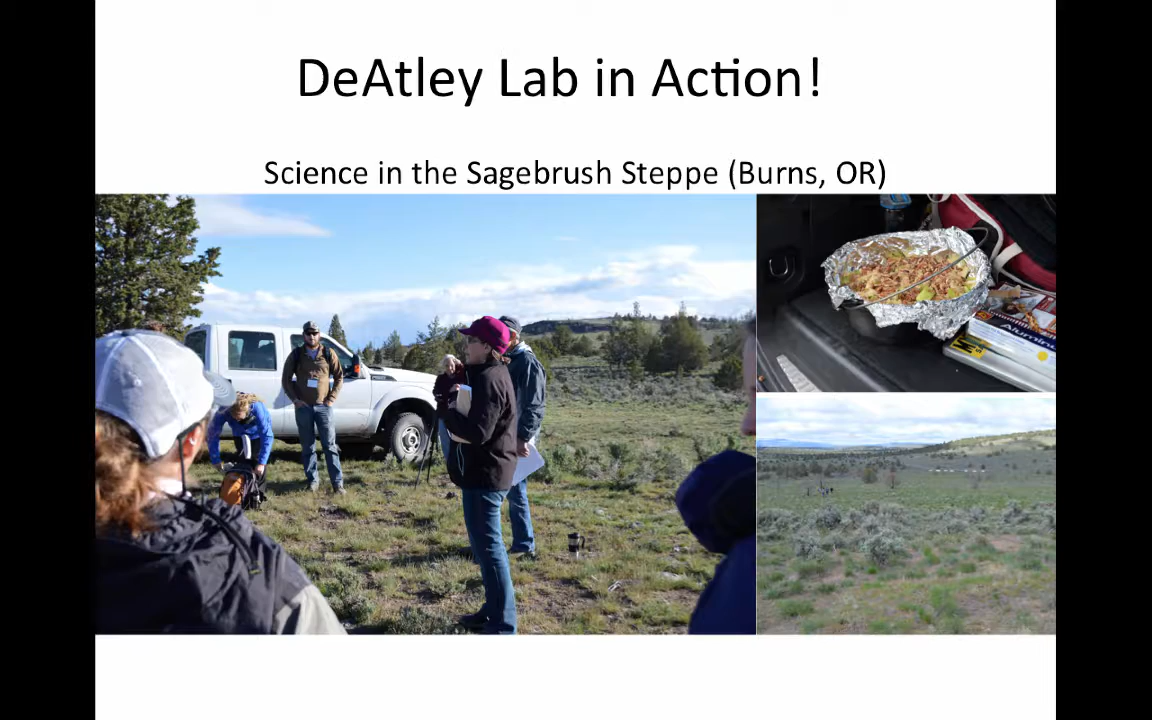 DeAtley Lab in Action!
Science in the Sagebrush Steppe (Burns, OR)